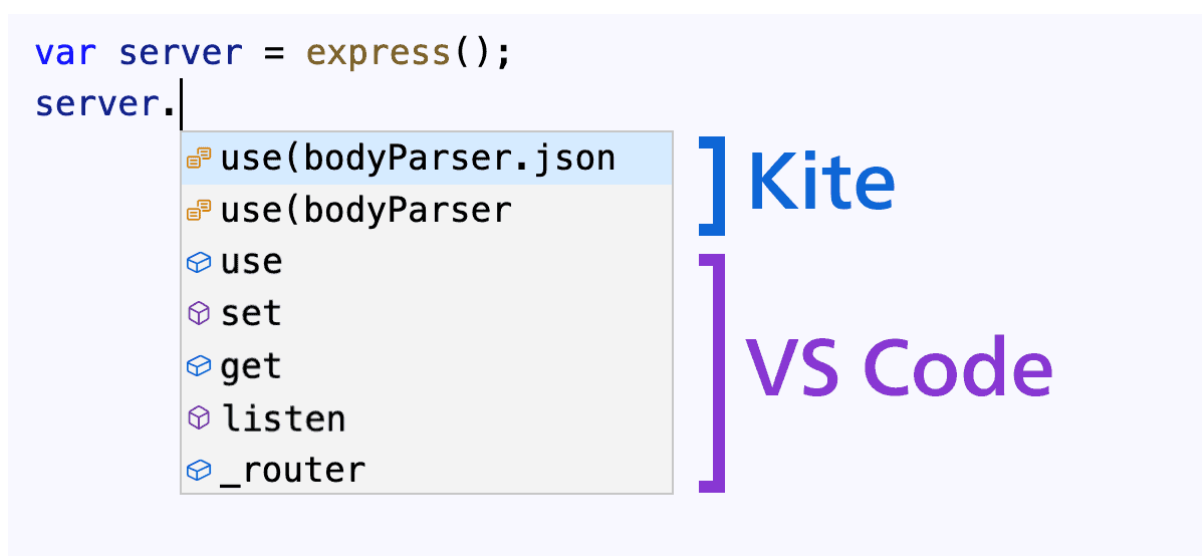 var server = express();
server.
use(bodyParser.json
use(bodyParser
use
set
get
listen
_router
Kite
VS Code